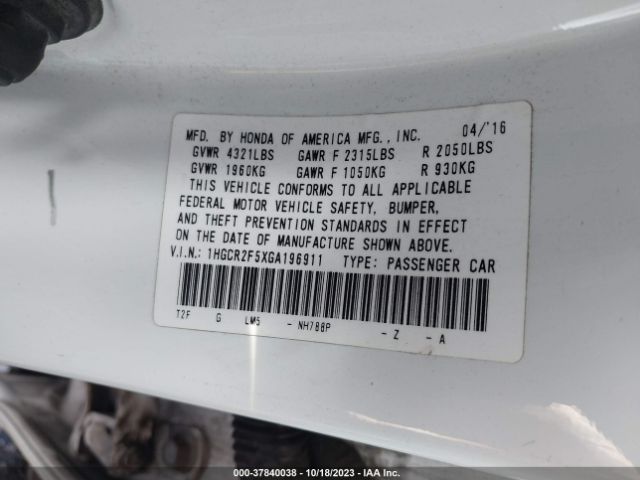 MFD. BY HONDA OF AMERICA MFG., INC. 04/'16
GVWR 4321LBS GAWR F 2315LBS R 2050LBS
GVWR 1960KG GAWR F 1050KG R 930KG
THIS VEHICLE CONFORMS TO ALL APPLICABLE
FEDERAL MOTOR VEHICLE SAFETY, BUMPER,
AND THEFT PREVENTION STANDARDS IN EFFECT
ON THE DATE OF MANUFACTURE SHOWN ABOVE.
V.I.N.: 1HGCR2F5XGA196911 TYPE: PASSENGER CAR
T2F G LM5 - NH788P - Z - A
000-37840038 | 10/18/2023 | IAA Inc.